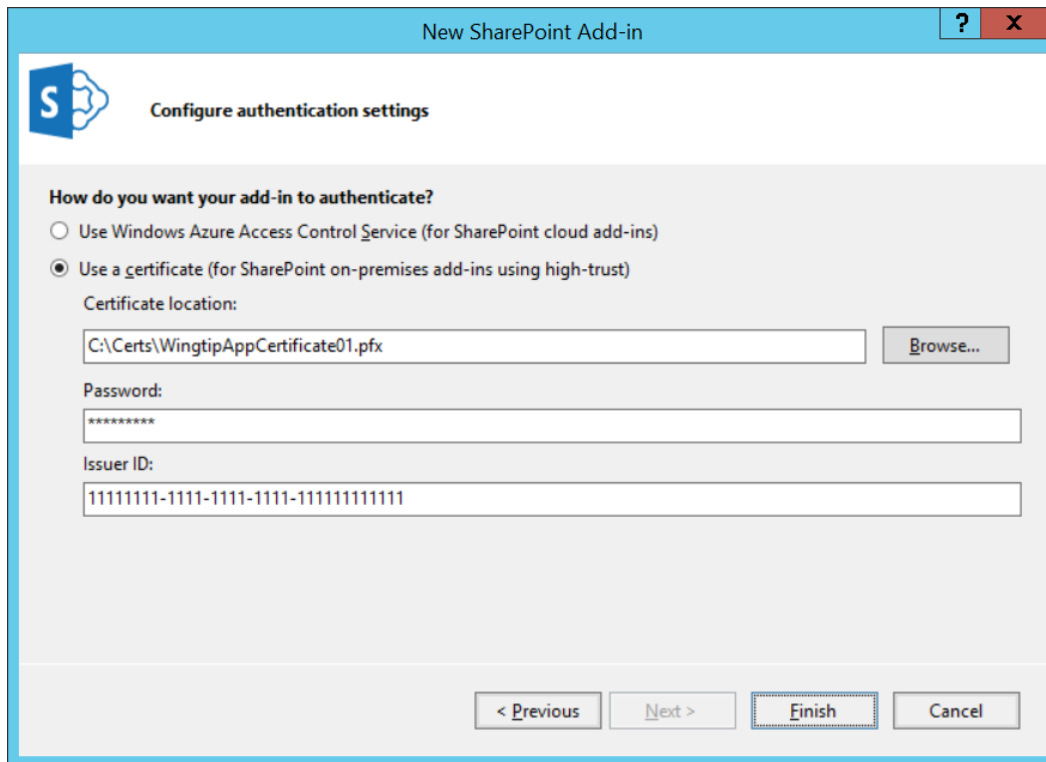 New SharePoint Add-in
? X
S
Configure authentication settings
How do you want your add-in to authenticate?
Use Windows Azure Access Control Service (for SharePoint cloud add-ins)
Use a certificate (for SharePoint on-premises add-ins using high-trust)
Certificate location:
C:\Certs\WingtipAppCertificate01.pfx
Browse...
Password:
*********
Issuer ID:
11111111-1111-1111-1111-111111111111
< Previous Next > Finish Cancel